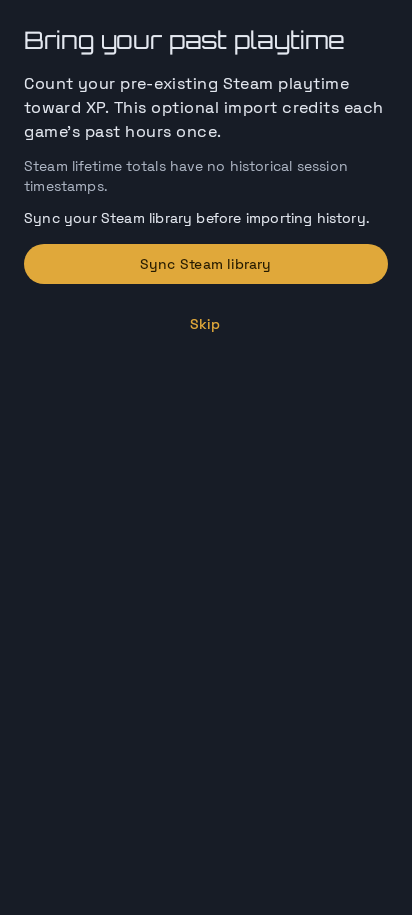 Bring your past playtime
Count your pre-existing Steam playtime
toward XP. This optional import credits each
game's past hours once.
Steam lifetime totals have no historical session
timestamps.
Sync your Steam library before importing history.
Sync Steam library
Skip